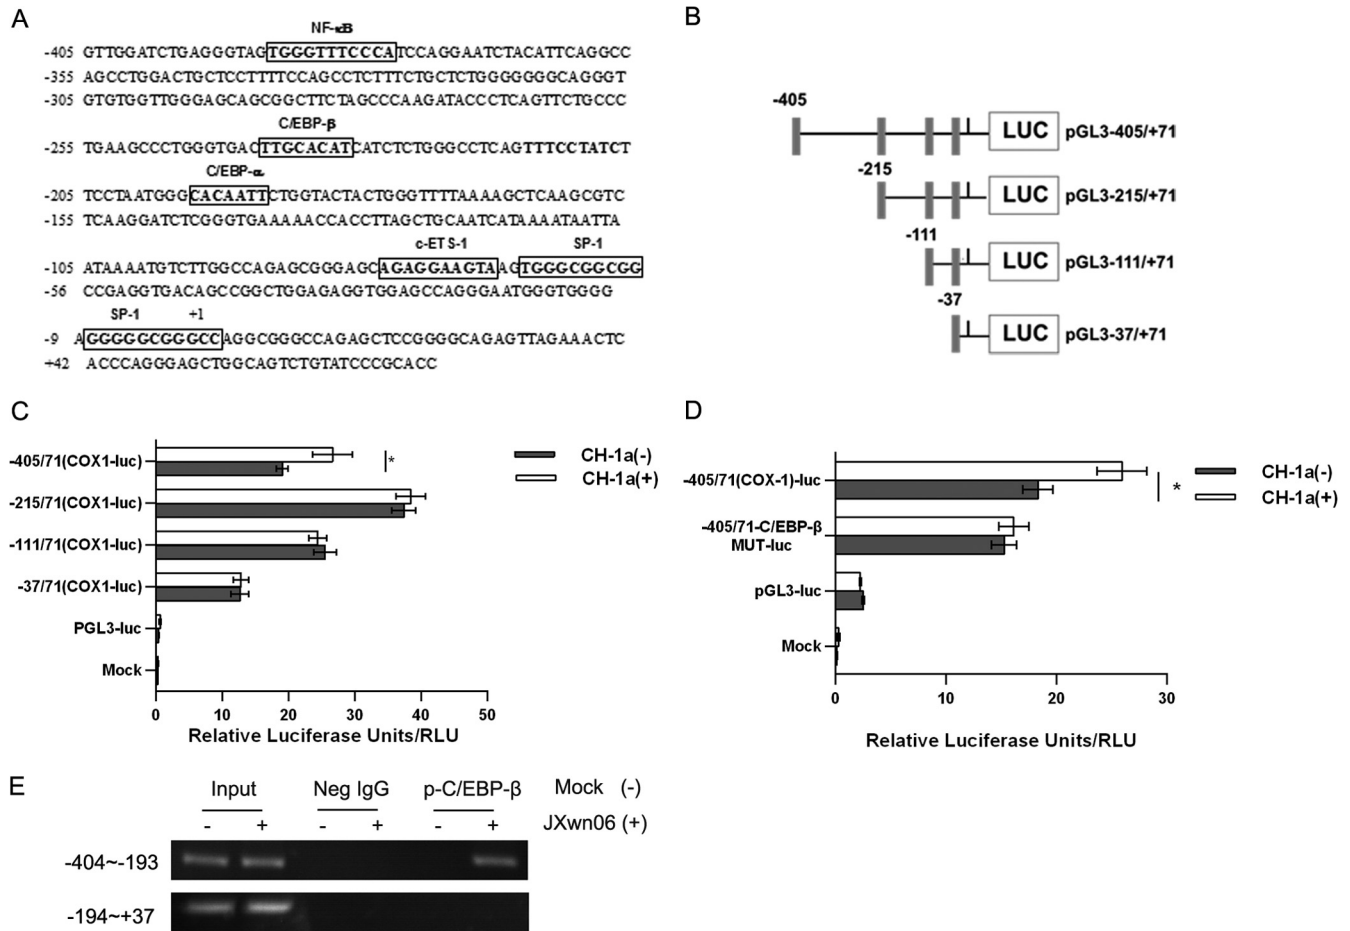 A
NF-κB
-405 GTTGGATCTGAGGGTAGTGGGTTTCCCATCCAGGAATCTACATTCAGGCC
-355 AGCCTGGACTGCTCCTTTTCCAGCCTCTTTCTGCTCTGGGGGGGCAGGGT
-305 GTGTGGTTGGGAGCAGCGGCTTCTAGCCCAAGATACCCTCAGTTCTGCCC
C/EBP-β
-255 TGAAGCCCTGGGTGACTTGCACATCATCTCTGGGCCTCAGTTTCCTATCT
C/EBP-α
-205 TCCTAATGGGCACAATTCTGGTACTACTGGGTTTTAAAAGCTCAAGCGTC
-155 TCAAGGATCTCGGGTGAAAAACCACCTTAGCTGCAATCATAAAATAATTA
c-ETS-1 SP-1
-105 ATAAAATGTCTTGGCCAGAGCGGGAGCAGAGGAAGTAAGTGGGCGGCGG
-56 CCGAGGTGACAGCCGGCTGGAGAGGTGGAGCCAGGGAATGGGTGGGG
SP-1 +1
-9 AGGGGGCGGGCCAGGCGGGCCAGAGCTCCGGGGCAGAGTTAGAAACTC
+42 ACCCAGGGAGCTGGCAGTCTGTATCCCGCACC
B
-405
LUC pGL3-405/+71
-215
LUC pGL3-215/+71
-111
LUC pGL3-111/+71
-37
LUC pGL3-37/+71
C
-405/71(COX1-luc)
-215/71(COX1-luc)
-111/71(COX1-luc)
-37/71(COX1-luc)
PGL3-luc
Mock
*
CH-1a(-)
CH-1a(+)
0 10 20 30 40 50
Relative Luciferase Units/RLU
D
-405/71(COX-1)-luc
-405/71-C/EBP-β
MUT-luc
pGL3-luc
Mock
*
CH-1a(-)
CH-1a(+)
0 10 20 30
Relative Luciferase Units/RLU
E
Input Neg IgG p-C/EBP-β Mock (-)
- + - + - + JXwn06 (+)
-404~-193
-194~+37